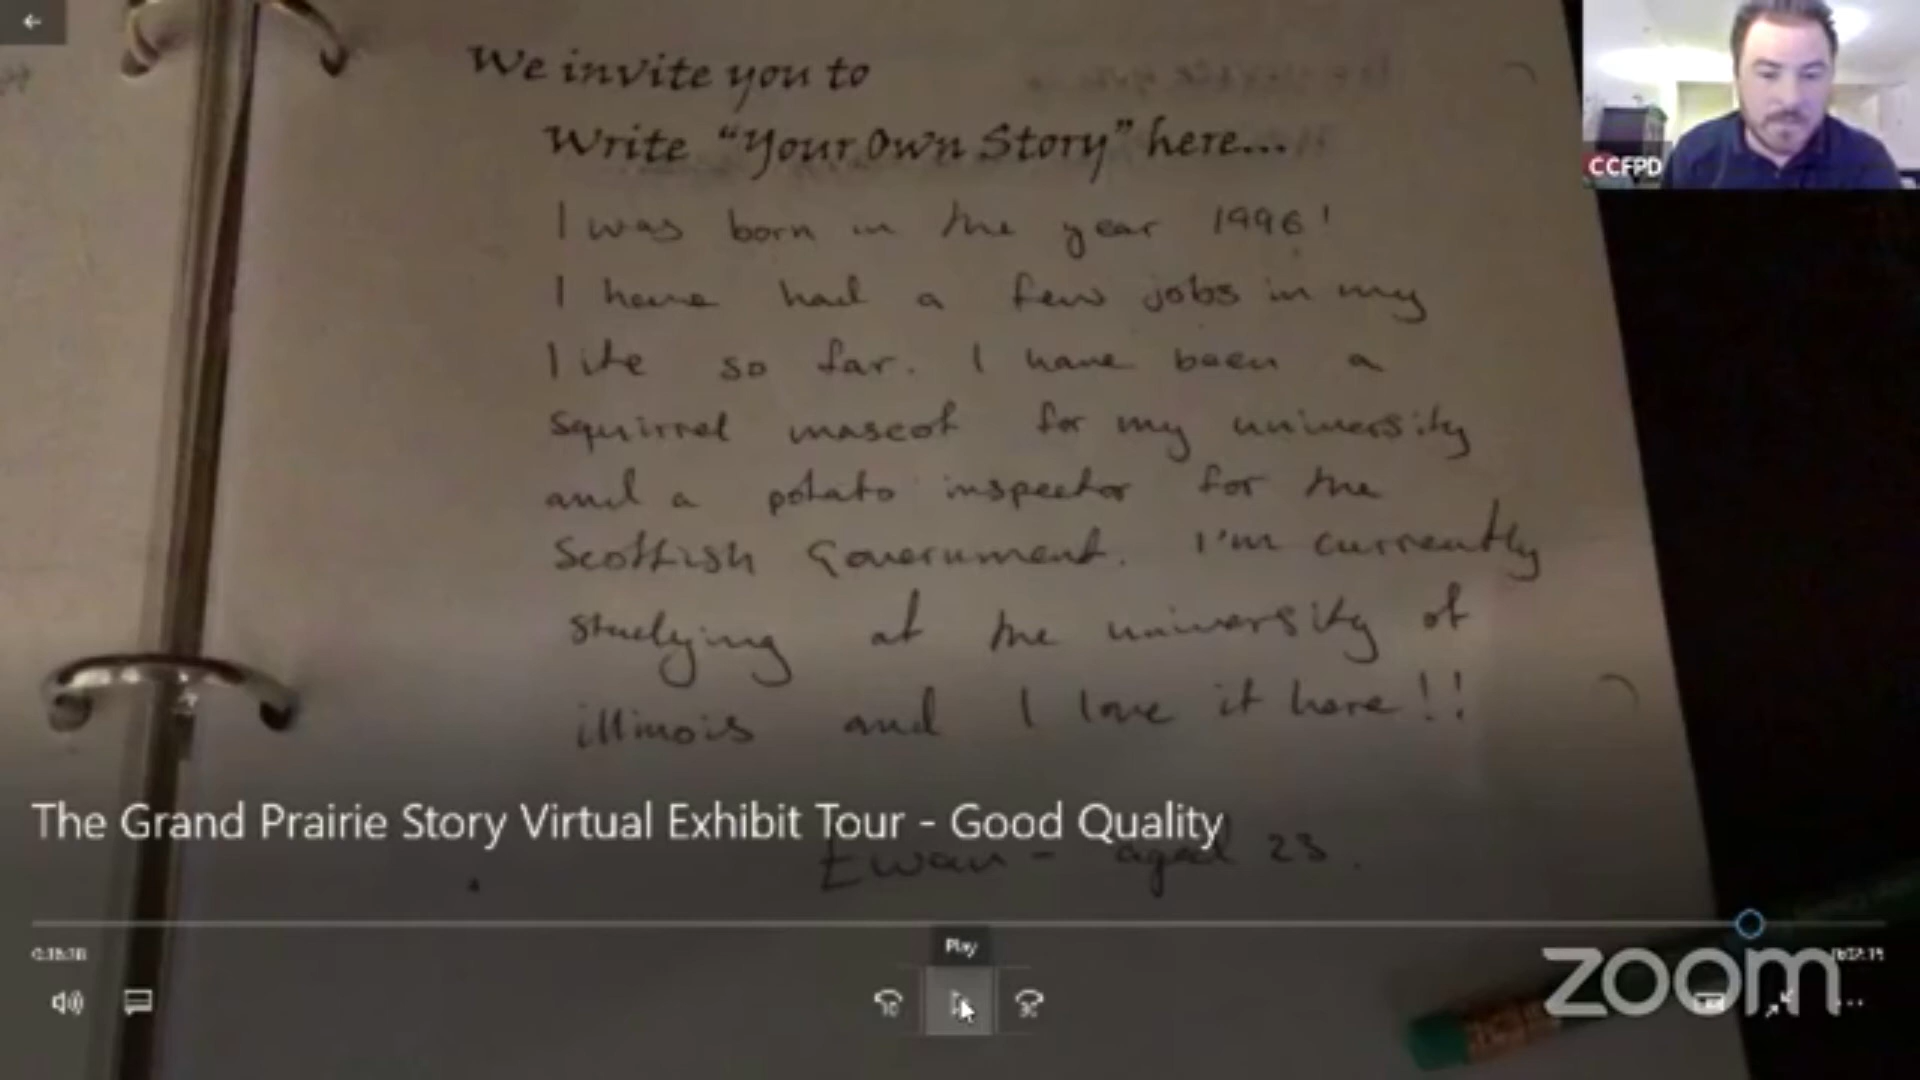 We invite you to
Write "Your Own Story" here...
CCFPD
I was born in the year 1996!
I have had a few jobs in my
life so far. I have been a
squirrel mascot for my university
and a potato inspector for the
Scottish Government. I'm currently
studying at the university of
illinois and I love it here!!
The Grand Prairie Story Virtual Exhibit Tour - Good Quality
Ewan - aged 23.
Play
zoom
10
30